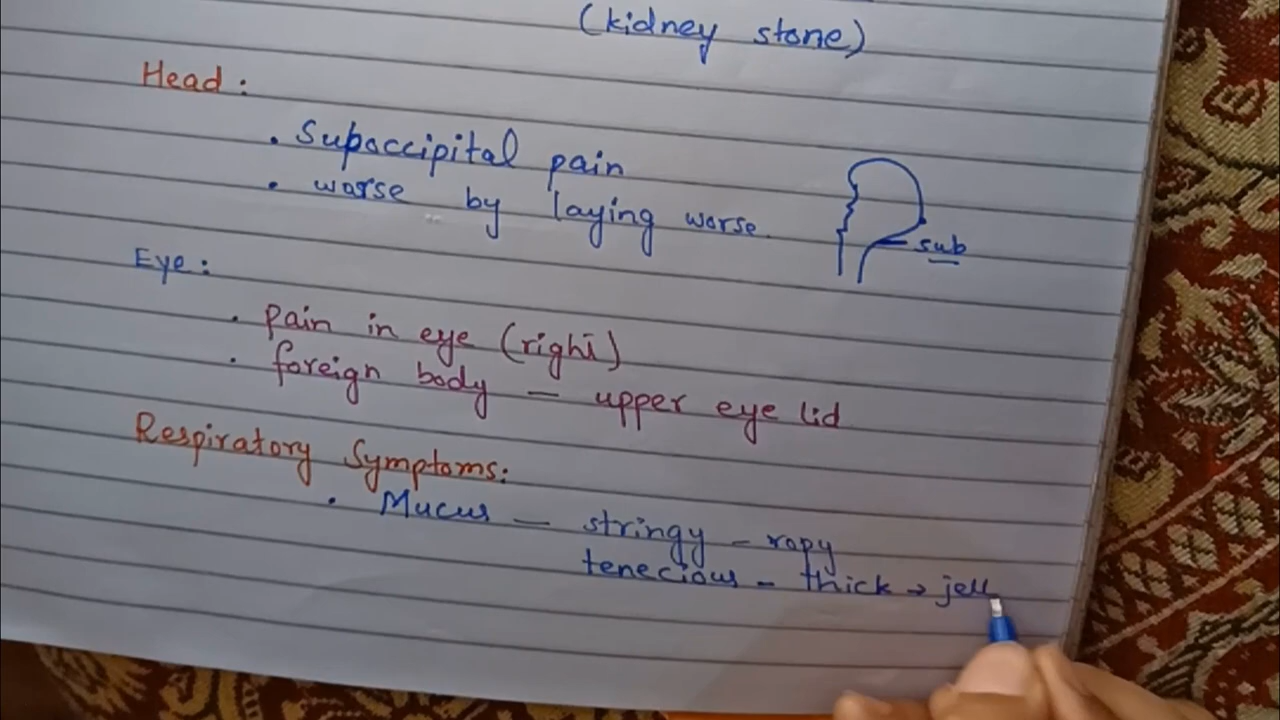 (kidney stone)
Head:
. Subaccipital pain
. worse by laying worse.
sub
Eye:
. pain in eye (right)
. foreign body — upper eye lid
Respiratory Symptoms:
. Mucus — stringy - ropy
tenecious - thick → jell